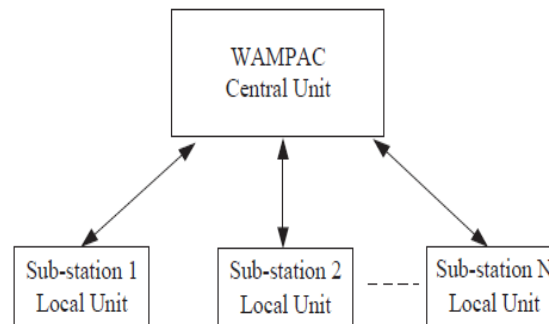 WAMPAC
Central Unit
Sub-station 1
Local Unit
Sub-station 2
Local Unit
Sub-station N
Local Unit